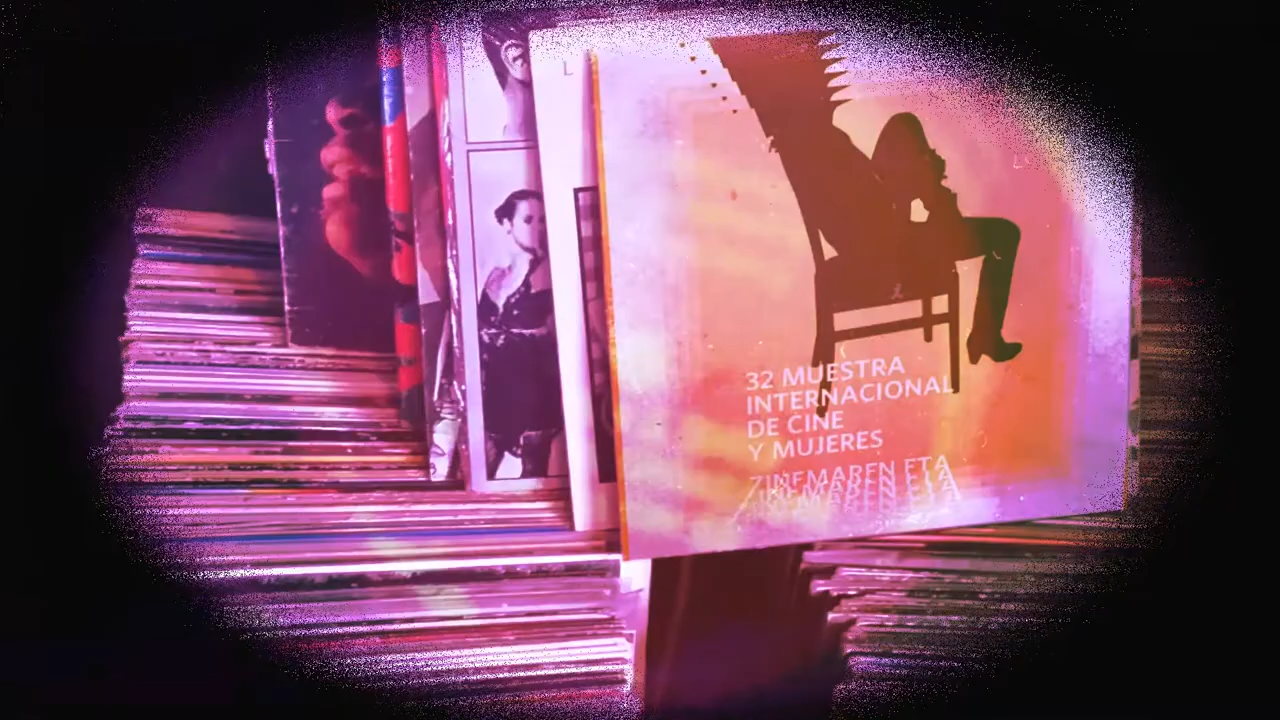 32 MUESTRA
INTERNACIONAL
DE CINE
Y MUJERES
ZINEMAREN ETA